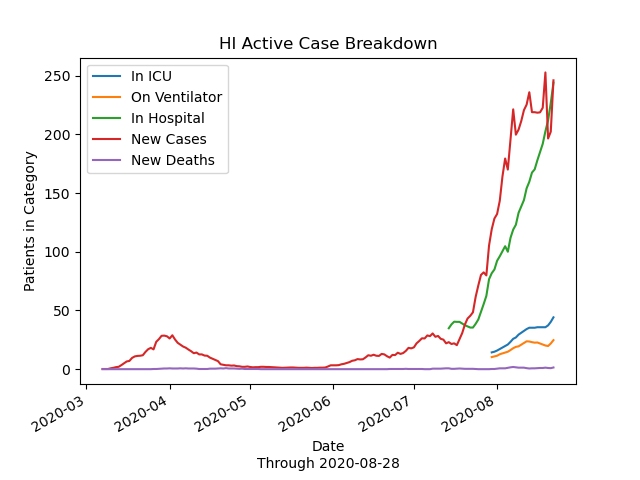 HI Active Case Breakdown
In ICU
On Ventilator
In Hospital
New Cases
New Deaths
Patients in Category
250
200
150
100
50
0
2020-03
2020-04
2020-05
2020-06
2020-07
2020-08
Date
Through 2020-08-28